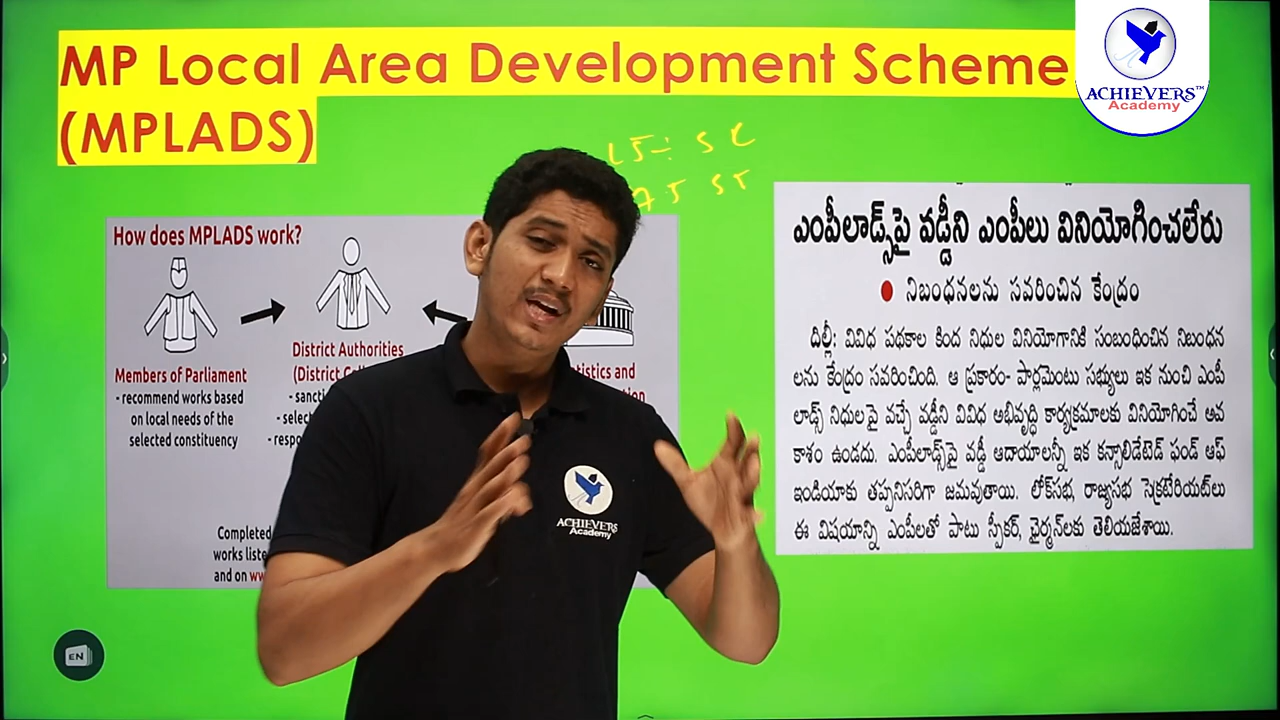 MP Local Area Development Scheme
(MPLADS)
ACHIEVERS™
Academy
15% SC
7.5 ST
How does MPLADS work?
Members of Parliament
- recommend works based
on local needs of the
selected constituency
District Authorities
(District
- 
Completed
works
and on
and
ACHIEVERS
Academy
ఎంపీలాడ్స్‌పై వడ్డీని ఎంపీలు వినియోగించలేరు
● నిబంధనలను సవరించిన కేంద్రం
దిల్లీ: వివిధ పథకాల కింద నిధుల వినియోగానికి సంబంధించిన నిబంధన
లను కేంద్రం సవరించింది. ఆ ప్రకారం- పార్లమెంటు సభ్యులు ఇక నుంచి ఎంపీ
లాడ్స్ నిధులపై వచ్చే వడ్డీని వివిధ అభివృద్ధి కార్యక్రమాలకు వినియోగించే అవ
కాశం ఉండదు. ఎంపీలాడ్స్‌పై వడ్డీ ఆదాయాలన్నీ ఇక కన్సాలిడేటెడ్ ఫండ్ ఆఫ్
ఇండియాకు తప్పనిసరిగా జమవుతాయి. లోక్‌సభ, రాజ్యసభ సెక్రటేరియట్‌లు
ఈ విషయాన్ని ఎంపీలతో పాటు స్పీకర్, ఛైర్మన్‌లకు తెలియజేశాయి.
EN